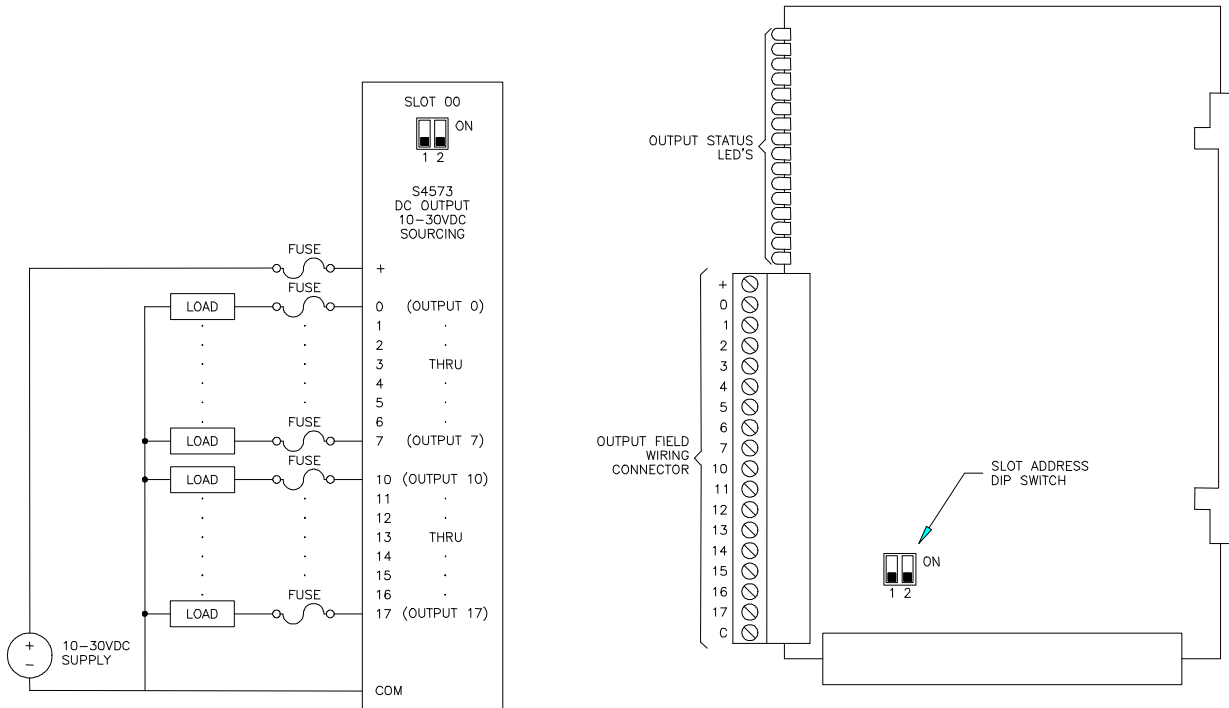 SLOT 00
ON
1 2
S4573
DC OUTPUT
10-30VDC
SOURCING
FUSE
+
FUSE
LOAD
0 (OUTPUT 0)
1
2
3 THRU
4
5
6
FUSE
LOAD
7 (OUTPUT 7)
FUSE
LOAD
10 (OUTPUT 10)
11
12
13 THRU
14
15
16
FUSE
LOAD
17 (OUTPUT 17)
+
-
10-30VDC
SUPPLY
COM
OUTPUT STATUS
LED'S
+
0
1
2
3
4
5
6
7
10
11
12
13
14
15
16
17
C
OUTPUT FIELD
WIRING
CONNECTOR
SLOT ADDRESS
DIP SWITCH
ON
1 2